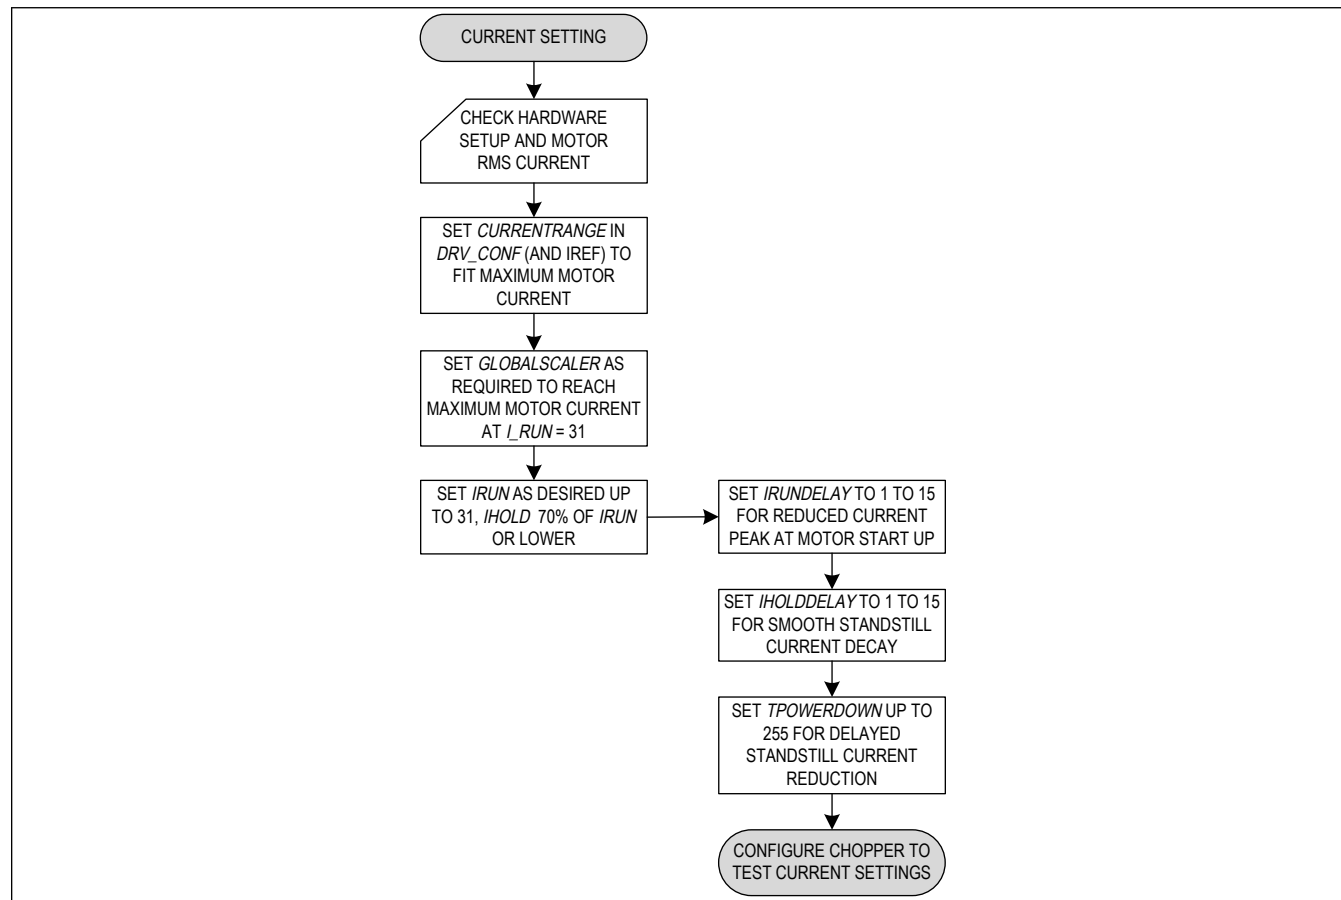 CURRENT SETTING
CHECK HARDWARE
SETUP AND MOTOR
RMS CURRENT
SET CURRENTRANGE IN
DRV_CONF (AND IREF) TO
FIT MAXIMUM MOTOR
CURRENT
SET GLOBALSCALER AS
REQUIRED TO REACH
MAXIMUM MOTOR CURRENT
AT I_RUN = 31
SET IRUN AS DESIRED UP
TO 31, IHOLD 70% OF IRUN
OR LOWER
SET IRUNDELAY TO 1 TO 15
FOR REDUCED CURRENT
PEAK AT MOTOR START UP
SET IHOLDDELAY TO 1 TO 15
FOR SMOOTH STANDSTILL
CURRENT DECAY
SET TPOWERDOWN UP TO
255 FOR DELAYED
STANDSTILL CURRENT
REDUCTION
CONFIGURE CHOPPER TO
TEST CURRENT SETTINGS